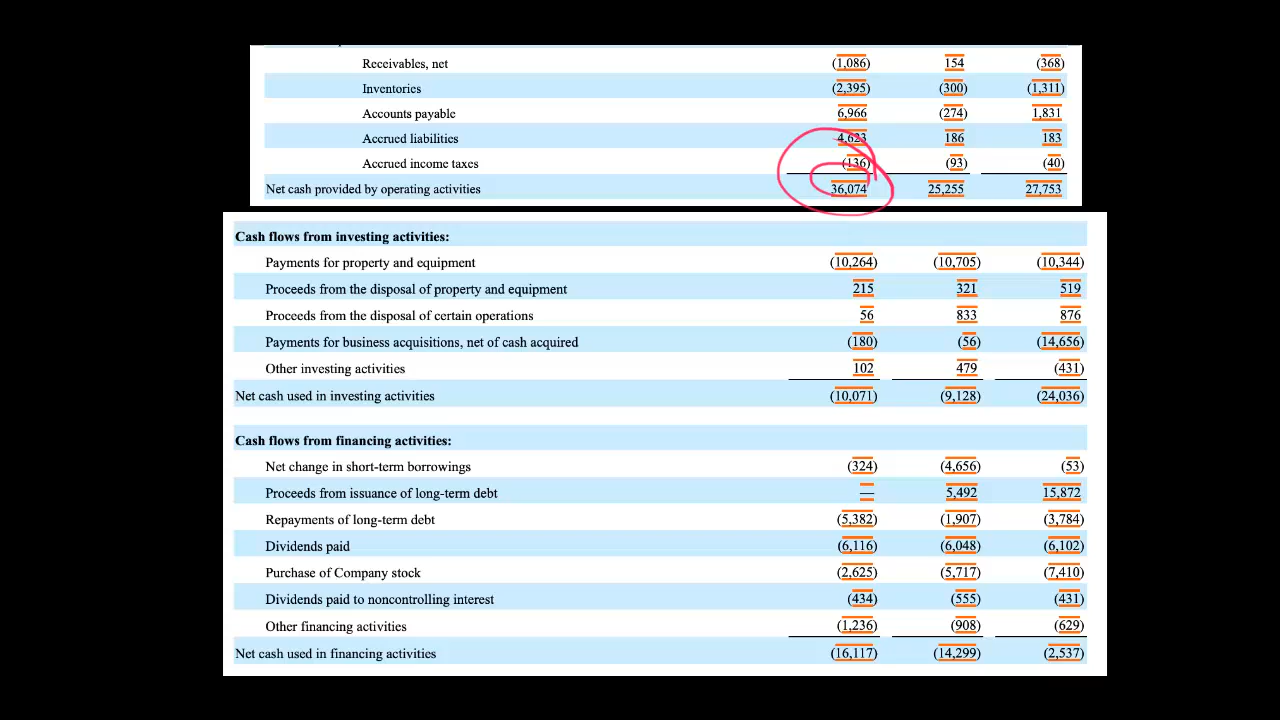 Receivables, net (1,086) 154 (368)
Inventories (2,395) (300) (1,311)
Accounts payable 6,966 (274) 1,831
Accrued liabilities 4,623 186 183
Accrued income taxes (136) (93) (40)
Net cash provided by operating activities 36,074 25,255 27,753
Cash flows from investing activities:
Payments for property and equipment (10,264) (10,705) (10,344)
Proceeds from the disposal of property and equipment 215 321 519
Proceeds from the disposal of certain operations 56 833 876
Payments for business acquisitions, net of cash acquired (180) (56) (14,656)
Other investing activities 102 479 (431)
Net cash used in investing activities (10,071) (9,128) (24,036)
Cash flows from financing activities:
Net change in short-term borrowings (324) (4,656) (53)
Proceeds from issuance of long-term debt — 5,492 15,872
Repayments of long-term debt (5,382) (1,907) (3,784)
Dividends paid (6,116) (6,048) (6,102)
Purchase of Company stock (2,625) (5,717) (7,410)
Dividends paid to noncontrolling interest (434) (555) (431)
Other financing activities (1,236) (908) (629)
Net cash used in financing activities (16,117) (14,299) (2,537)